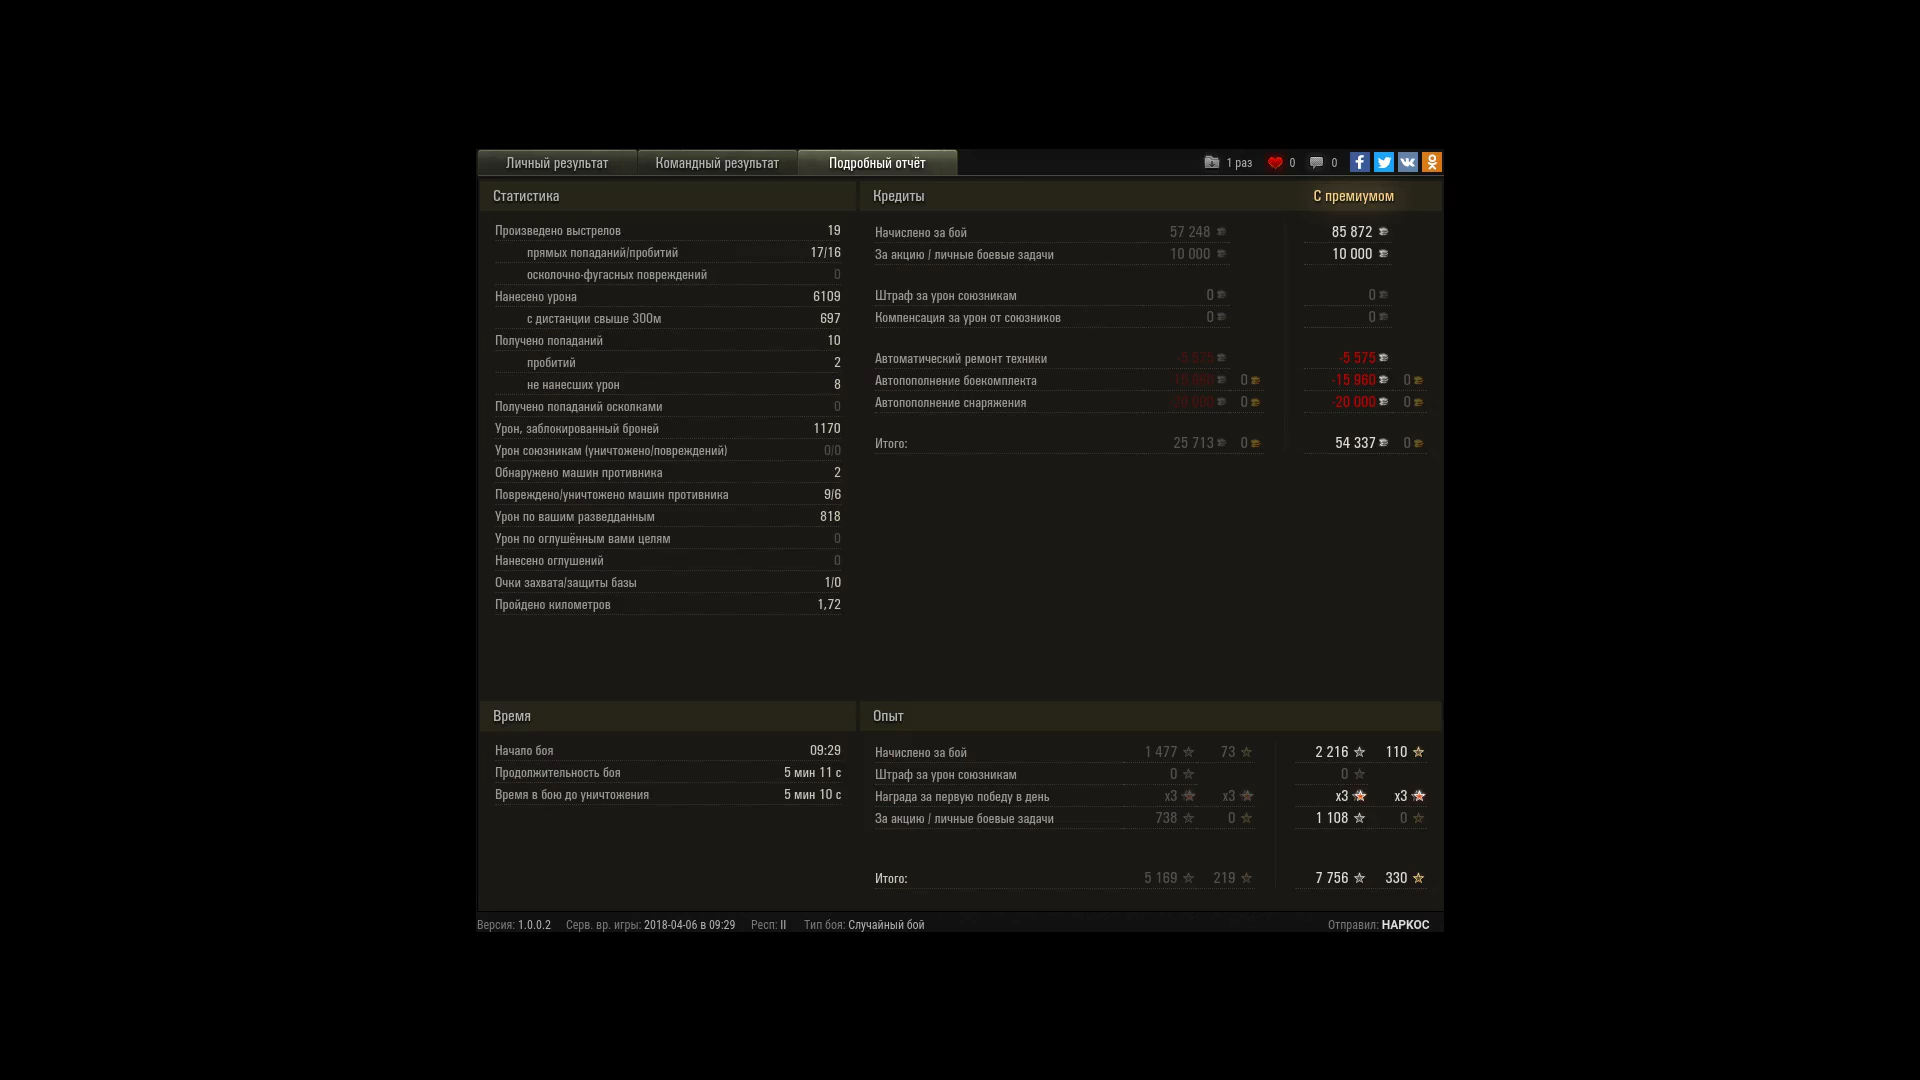 Личный результат Командный результат Подробный отчёт 1 раз 0 0
Статистика
Произведено выстрелов 19
прямых попаданий/пробитий 17/16
осколочно-фугасных повреждений 0
Нанесено урона 6109
с дистанции свыше 300м 697
Получено попаданий 10
пробитий 2
не нанесших урон 8
Получено попаданий осколками 0
Урон, заблокированный броней 1170
Урон союзникам (уничтожено/повреждений) 0/0
Обнаружено машин противника 2
Повреждено/уничтожено машин противника 9/6
Урон по вашим разведданным 818
Урон по оглушённым вами целям 0
Нанесено оглушений 0
Очки захвата/защиты базы 1/0
Пройдено километров 1,72
Кредиты С премиумом
Начислено за бой 57 248 85 872
За акцию / личные боевые задачи 10 000 10 000
Штраф за урон союзникам 0 0
Компенсация за урон от союзников 0 0
Автоматический ремонт техники -5 575 -5 575
Автопополнение боекомплекта -15 960 0 -15 960 0
Автопополнение снаряжения -20 000 0 -20 000 0
Итого: 25 713 0 54 337 0
Время
Начало боя 09:29
Продолжительность боя 5 мин 11 с
Время в бою до уничтожения 5 мин 10 с
Опыт
Начислено за бой 1 477 73 2 216 110
Штраф за урон союзникам 0 0
Награда за первую победу в день x3 x3 x3 x3
За акцию / личные боевые задачи 738 0 1 108 0
Итого: 5 169 219 7 756 330
Версия: 1.0.0.2 Серв. вр. игры: 2018-04-06 в 09:29 Респ: II Тип боя: Случайный бой Отправил: НАРКОС